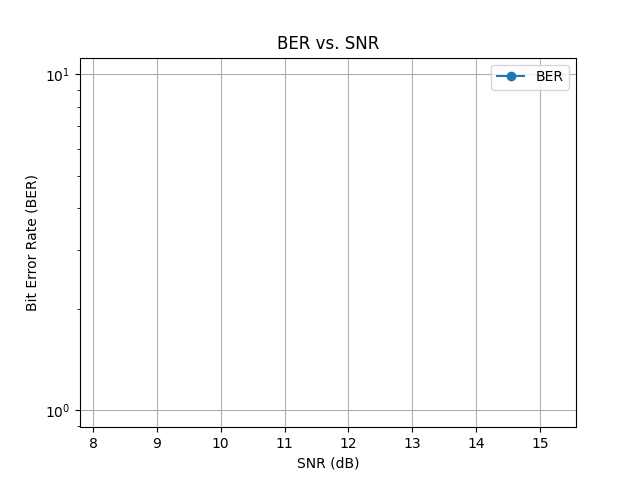 BER vs. SNR
BER
Bit Error Rate (BER)
10¹
10⁰
8 9 10 11 12 13 14 15
SNR (dB)